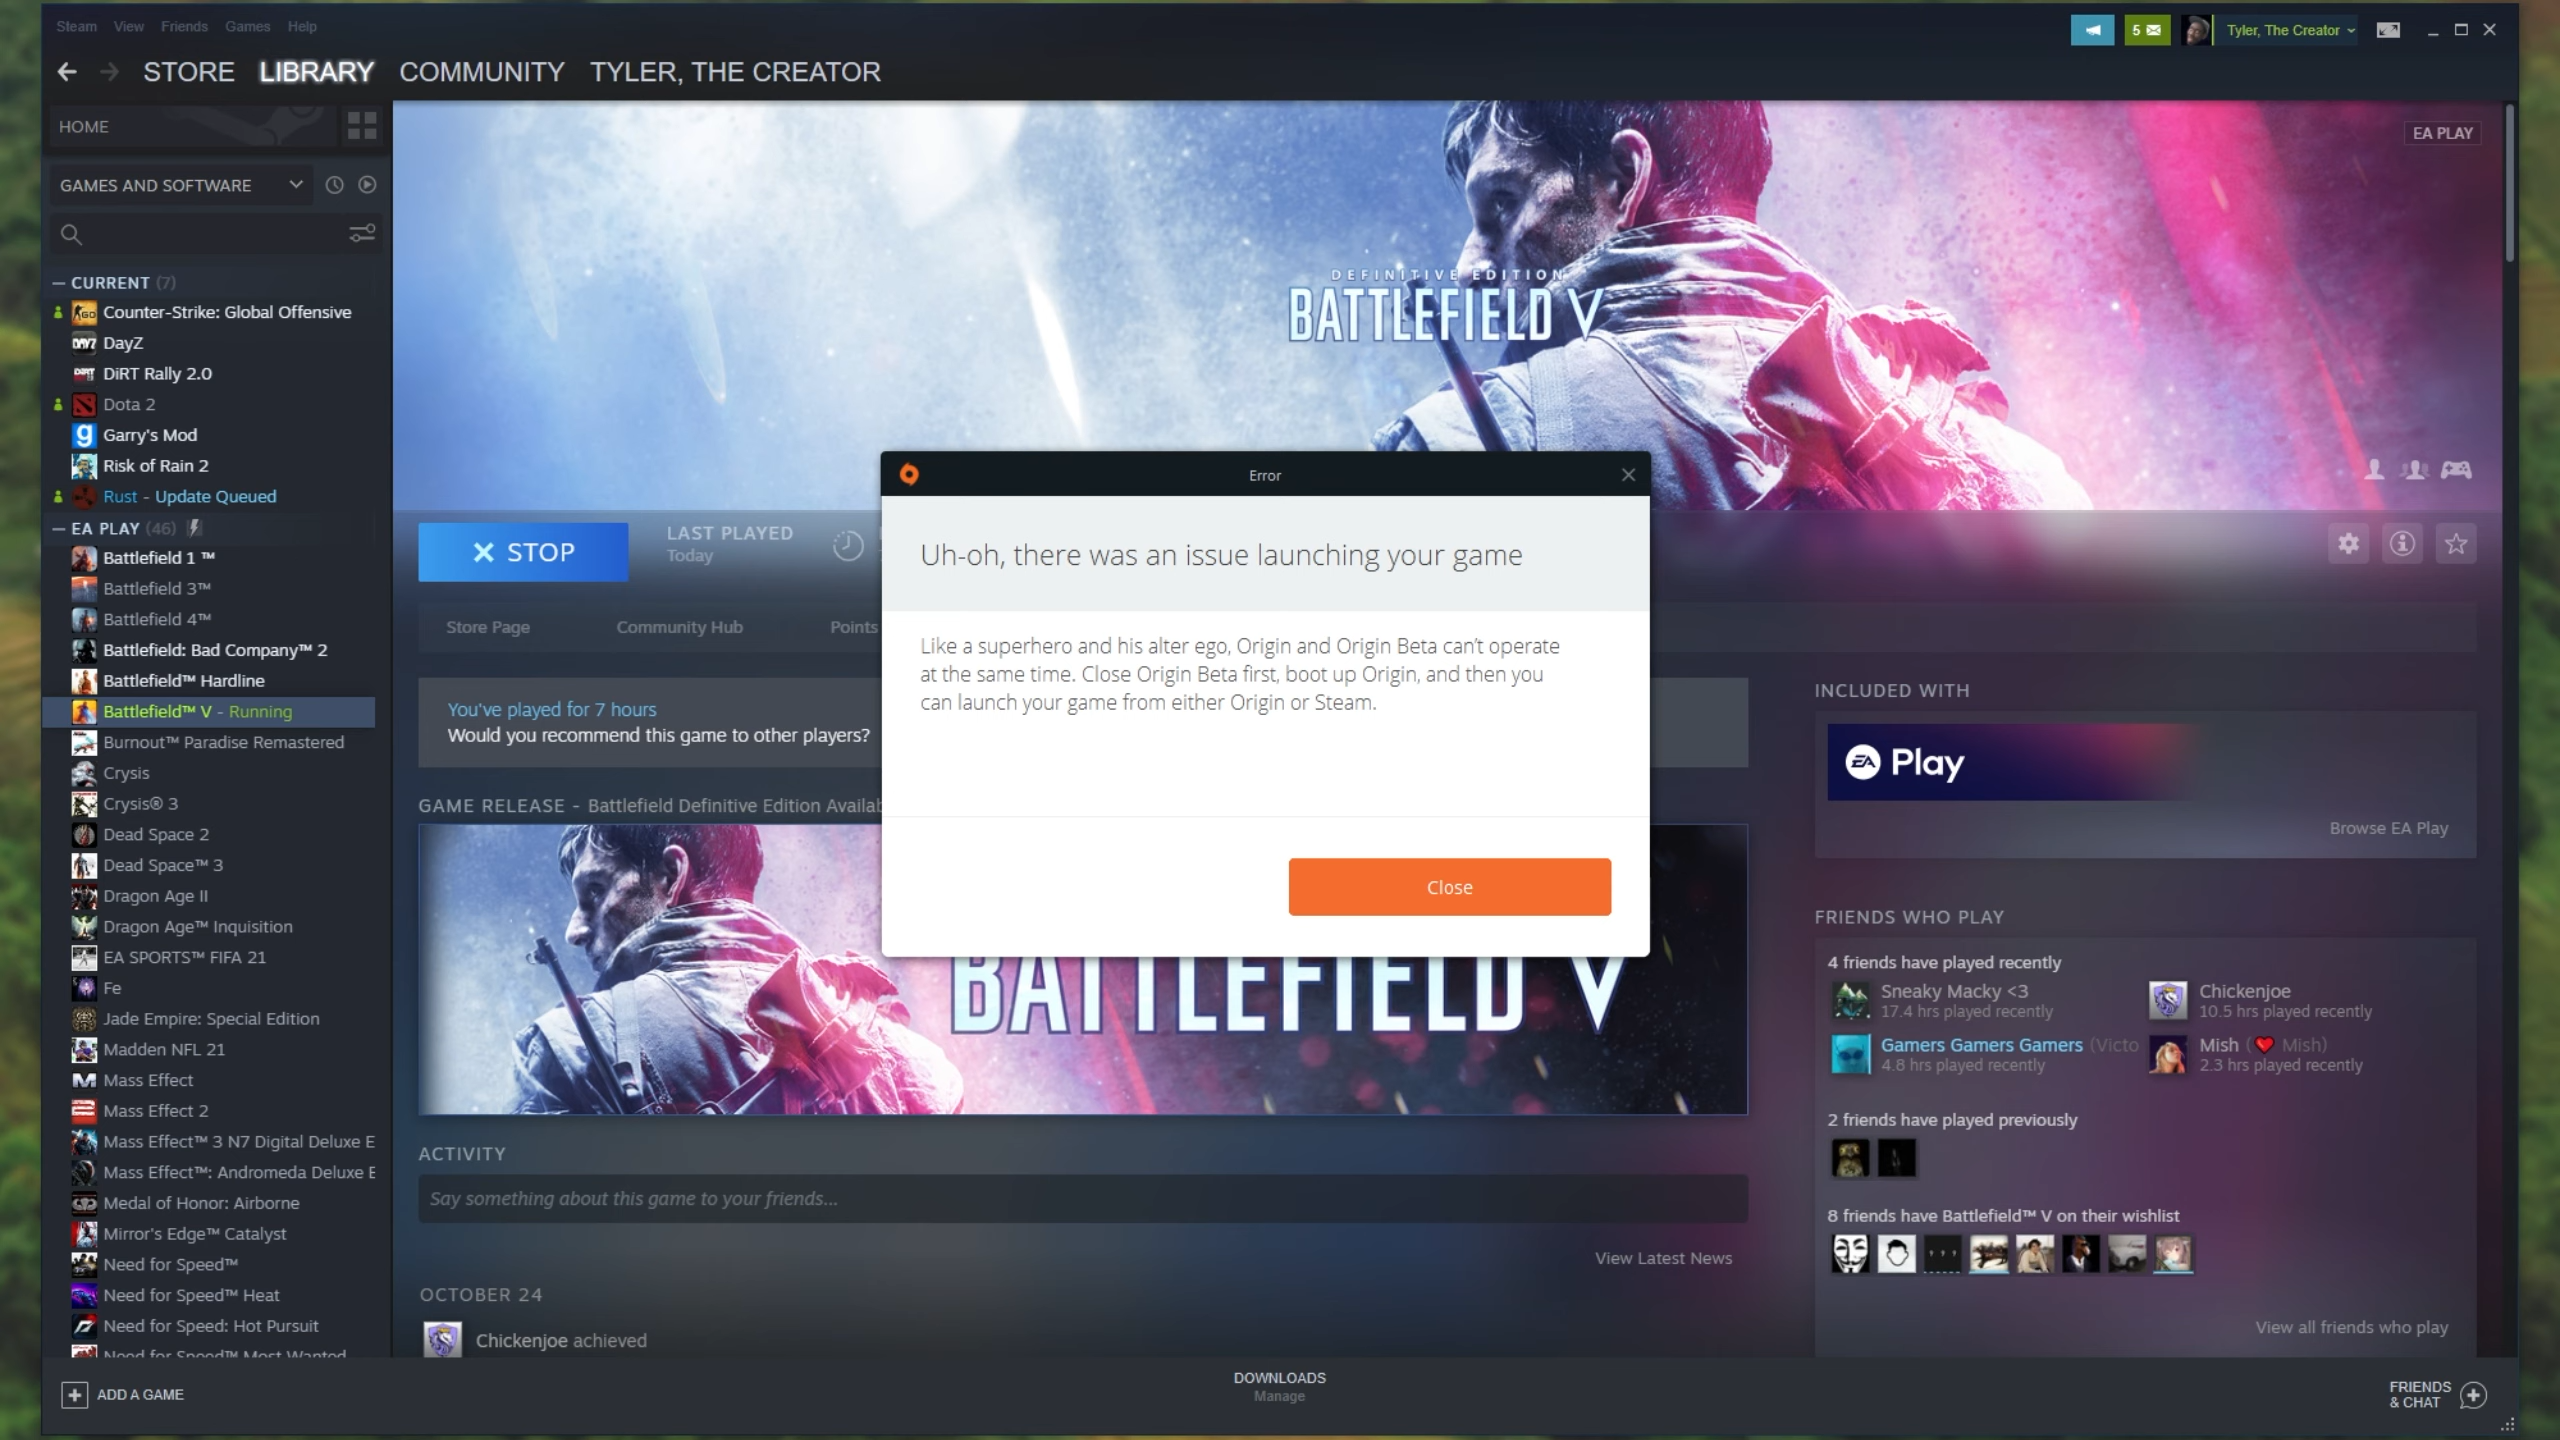 Steam View Friends Games Help
5
Tyler, The Creator
STORE LIBRARY COMMUNITY TYLER, THE CREATOR
HOME
GAMES AND SOFTWARE
CURRENT (7)
Counter-Strike: Global Offensive
DayZ
DiRT Rally 2.0
Dota 2
Garry's Mod
Risk of Rain 2
Rust - Update Queued
EA PLAY (46)
Battlefield 1 ™
Battlefield 3™
Battlefield 4™
Battlefield: Bad Company™ 2
Battlefield™ Hardline
Battlefield™ V - Running
Burnout™ Paradise Remastered
Crysis
Crysis® 3
Dead Space 2
Dead Space™ 3
Dragon Age II
Dragon Age™ Inquisition
EA SPORTS™ FIFA 21
Fe
Jade Empire: Special Edition
Madden NFL 21
Mass Effect
Mass Effect 2
Mass Effect™ 3 N7 Digital Deluxe E
Mass Effect™: Andromeda Deluxe E
Medal of Honor: Airborne
Mirror's Edge™ Catalyst
Need for Speed™
Need for Speed™ Heat
Need for Speed: Hot Pursuit
Need for Speed™ Most Wanted
ADD A GAME
EA PLAY
DEFINITIVE EDITION
BATTLEFIELD V
STOP
LAST PLAYED
Today
Store Page Community Hub Points
You've played for 7 hours
Would you recommend this game to other players?
GAME RELEASE - Battlefield Definitive Edition Availab
BATTLEFIELD V
Error
Uh-oh, there was an issue launching your game
Like a superhero and his alter ego, Origin and Origin Beta can't operate
at the same time. Close Origin Beta first, boot up Origin, and then you
can launch your game from either Origin or Steam.
Close
ACTIVITY
Say something about this game to your friends...
View Latest News
OCTOBER 24
Chickenjoe achieved
INCLUDED WITH
EA Play
Browse EA Play
FRIENDS WHO PLAY
4 friends have played recently
Sneaky Macky <3
17.4 hrs played recently
Chickenjoe
10.5 hrs played recently
Gamers Gamers Gamers (Victo
4.8 hrs played recently
Mish (❤ Mish)
2.3 hrs played recently
2 friends have played previously
8 friends have Battlefield™ V on their wishlist
View all friends who play
DOWNLOADS
Manage
FRIENDS
& CHAT